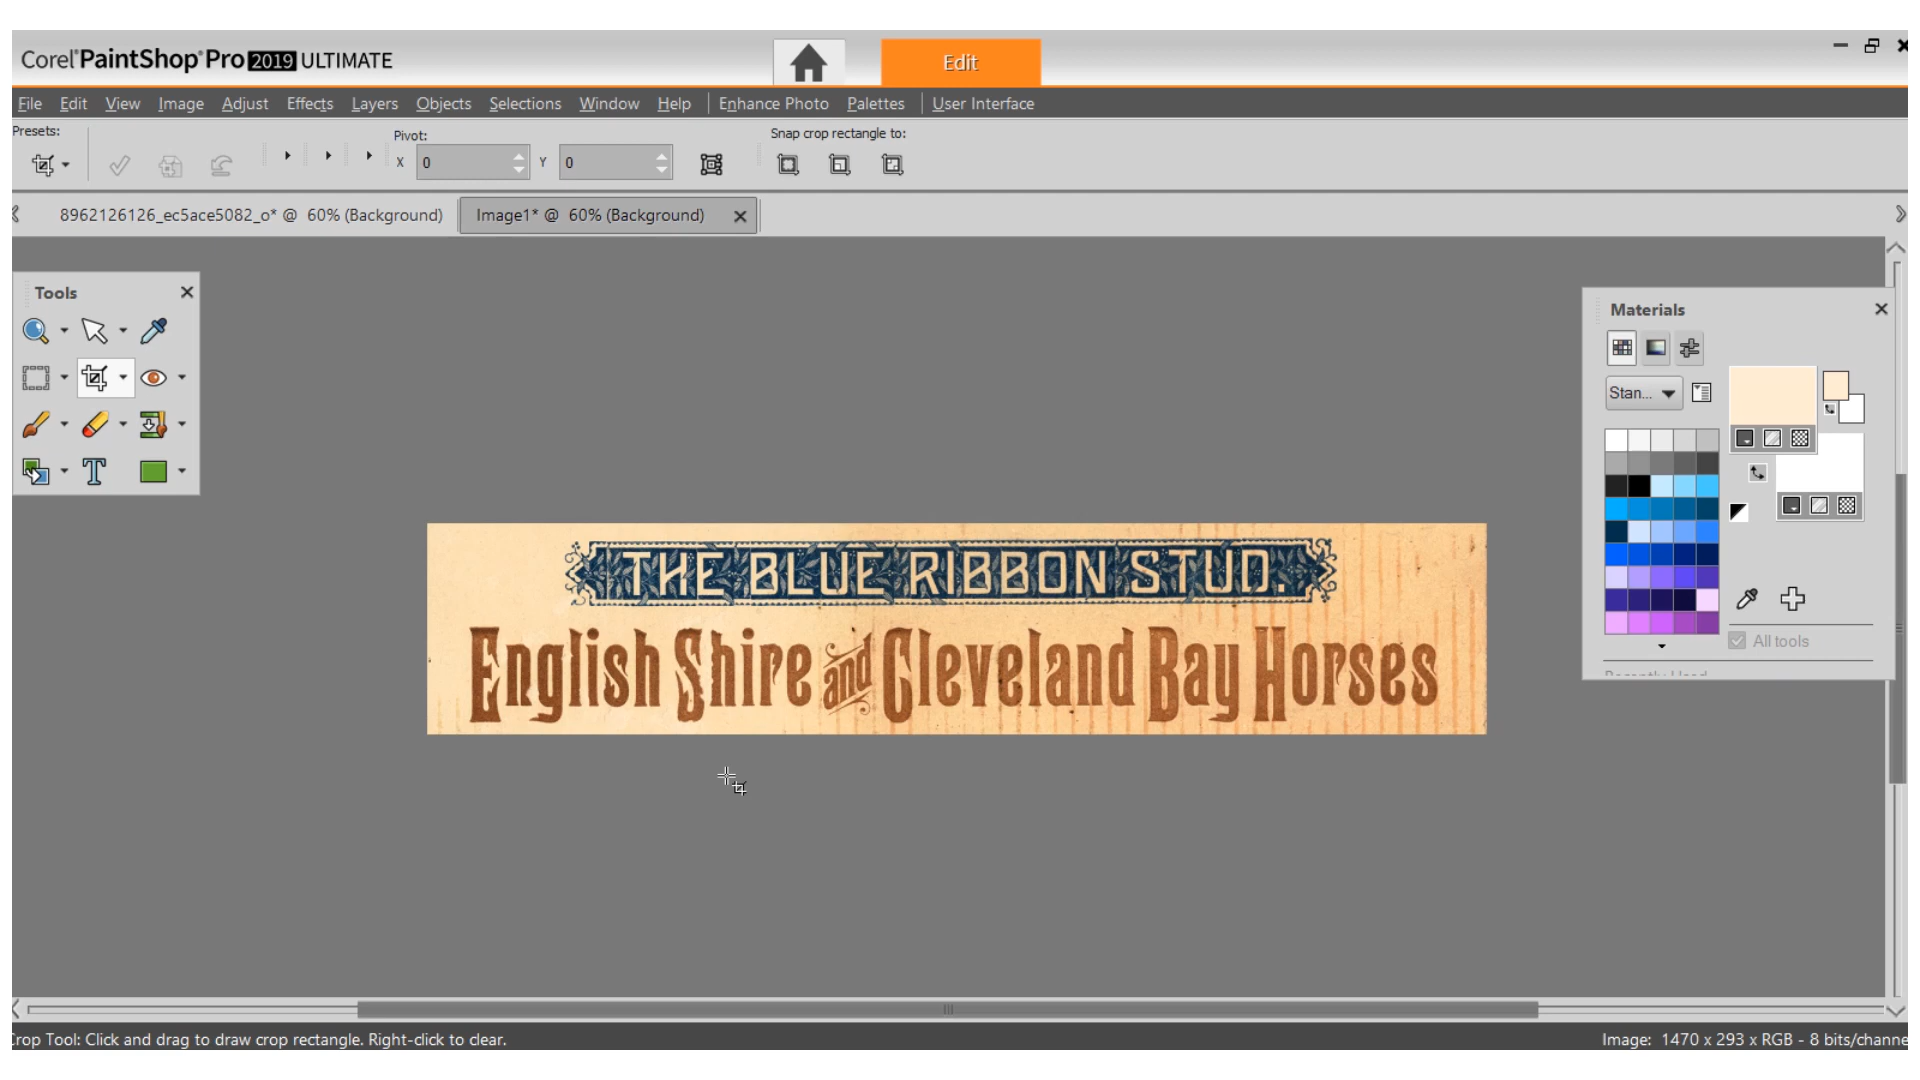 Corel PaintShop Pro 2019 ULTIMATE
Edit
File Edit View Image Adjust Effects Layers Objects Selections Window Help Enhance Photo Palettes User Interface
Presets:
Pivot:
Snap crop rectangle to:
X 0 Y 0
8962126126_ec5ace5082_o* @ 60% (Background)
Image1* @ 60% (Background)
Tools
Materials
Stan...
THE BLUE RIBBON STUD.
English Shire and Cleveland Bay Horses
All tools
Crop Tool: Click and drag to draw crop rectangle. Right-click to clear.
Image: 1470 x 293 x RGB - 8 bits/channe